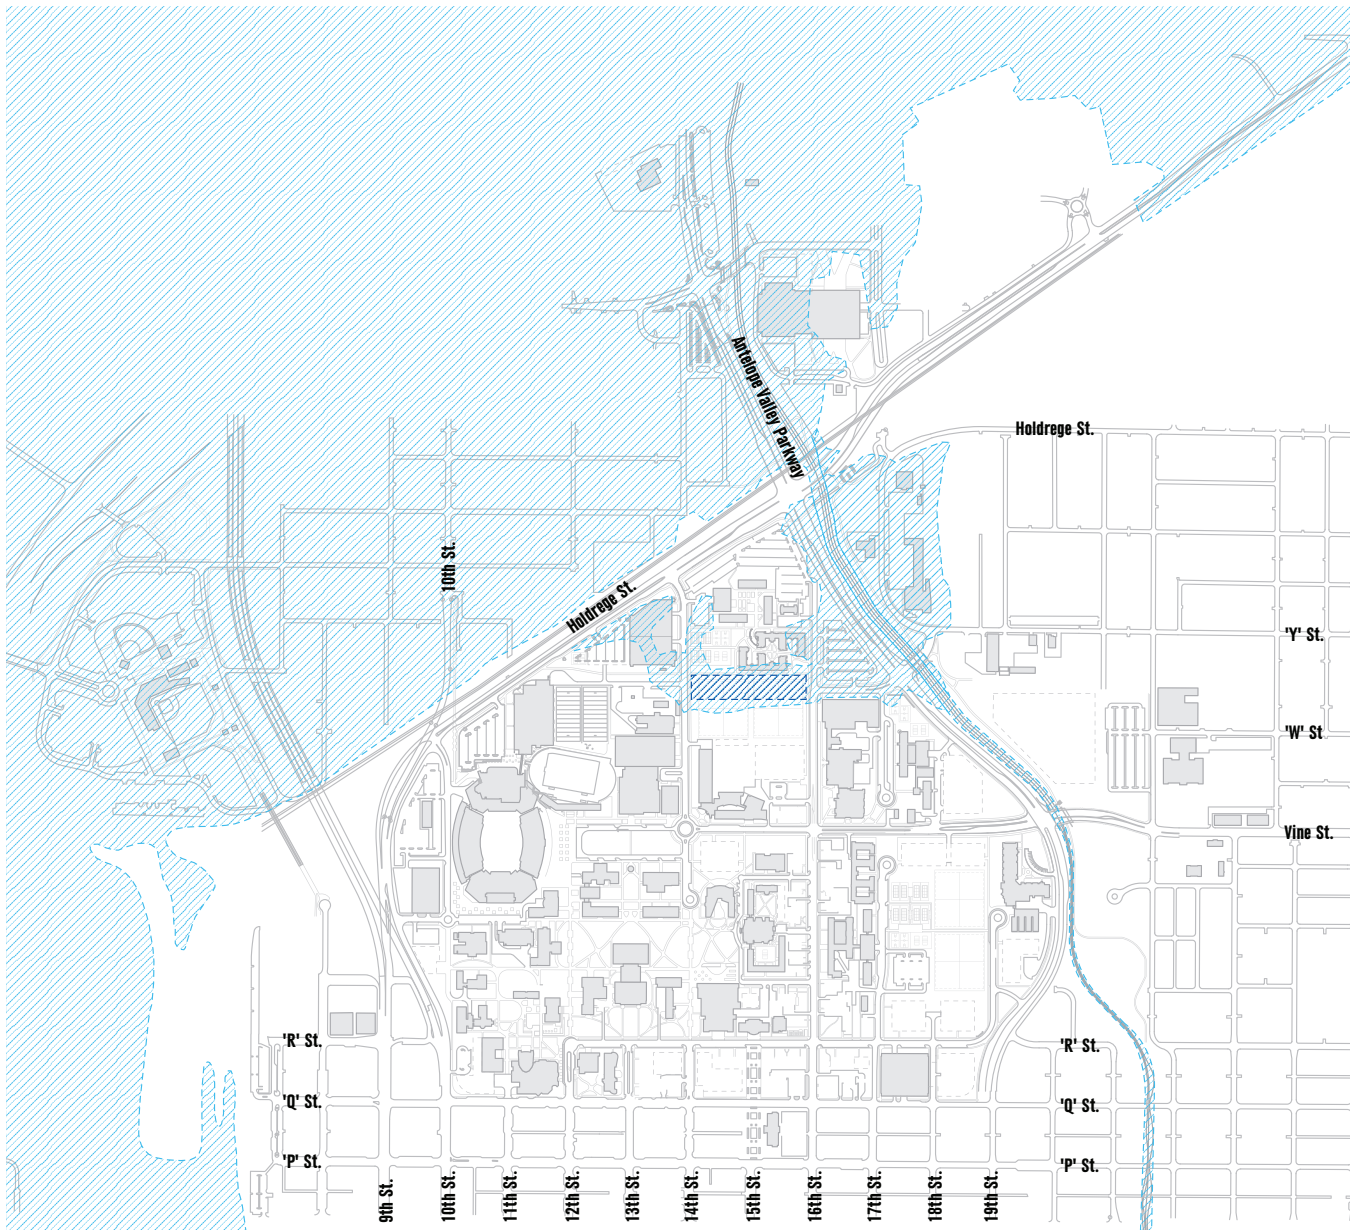 Antelope Valley Parkway
Holdrege St.
10th St.
Holdrege St.
'Y' St.
'W' St
Vine St.
'R' St.
'R' St.
'Q' St.
'Q' St.
'P' St.
'P' St.
9th St.
10th St.
11th St.
12th St.
13th St.
14th St.
15th St.
16th St.
17th St.
18th St.
19th St.